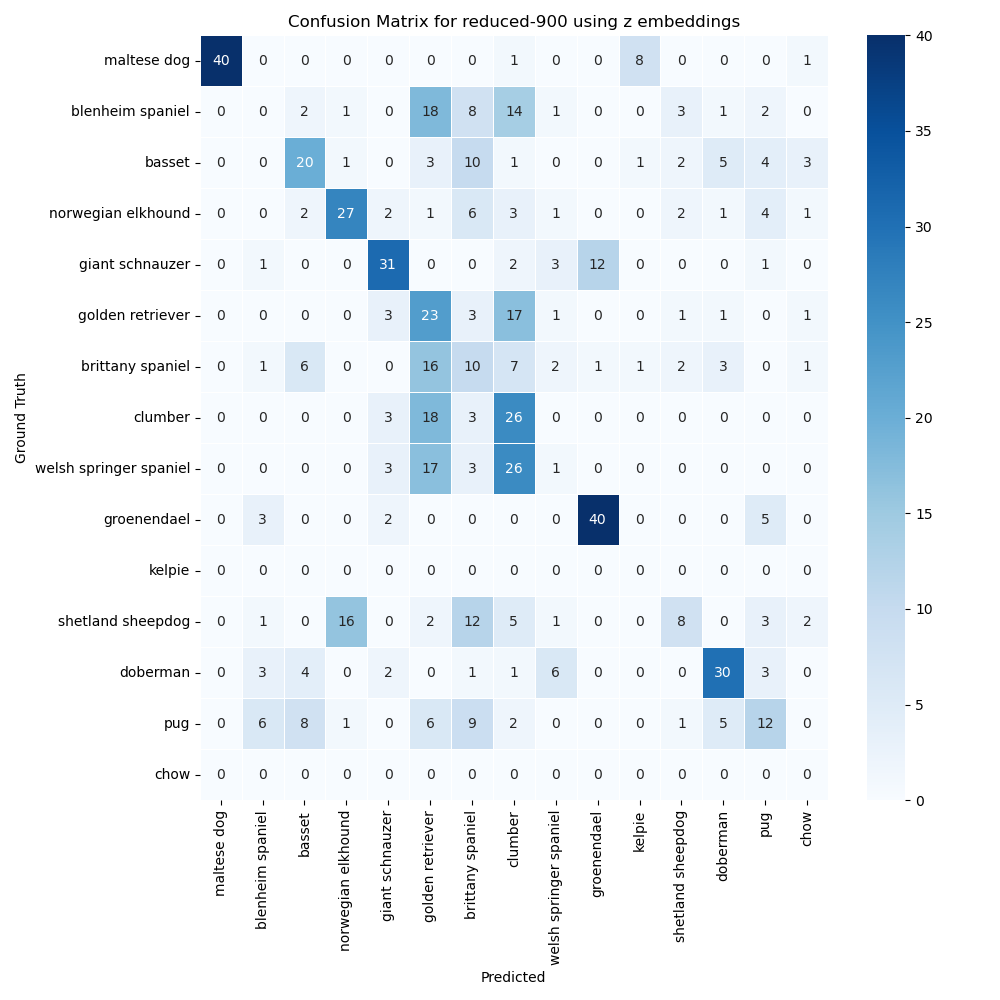 Confusion Matrix for reduced-900 using z embeddings
maltese dog 40 0 0 0 0 0 0 1 0 0 8 0 0 0 1
blenheim spaniel 0 0 2 1 0 18 8 14 1 0 0 3 1 2 0
basset 0 0 20 1 0 3 10 1 0 0 1 2 5 4 3
norwegian elkhound 0 0 2 27 2 1 6 3 1 0 0 2 1 4 1
giant schnauzer 0 1 0 0 31 0 0 2 3 12 0 0 0 1 0
golden retriever 0 0 0 0 3 23 3 17 1 0 0 1 1 0 1
brittany spaniel 0 1 6 0 0 16 10 7 2 1 1 2 3 0 1
clumber 0 0 0 0 3 18 3 26 0 0 0 0 0 0 0
welsh springer spaniel 0 0 0 0 3 17 3 26 1 0 0 0 0 0 0
groenendael 0 3 0 0 2 0 0 0 0 40 0 0 0 5 0
kelpie 0 0 0 0 0 0 0 0 0 0 0 0 0 0 0
shetland sheepdog 0 1 0 16 0 2 12 5 1 0 0 8 0 3 2
doberman 0 3 4 0 2 0 1 1 6 0 0 0 30 3 0
pug 0 6 8 1 0 6 9 2 0 0 0 1 5 12 0
chow 0 0 0 0 0 0 0 0 0 0 0 0 0 0 0
Ground Truth
maltese dog
blenheim spaniel
basset
norwegian elkhound
giant schnauzer
golden retriever
brittany spaniel
clumber
welsh springer spaniel
groenendael
kelpie
shetland sheepdog
doberman
pug
chow
Predicted
40
35
30
25
20
15
10
5
0